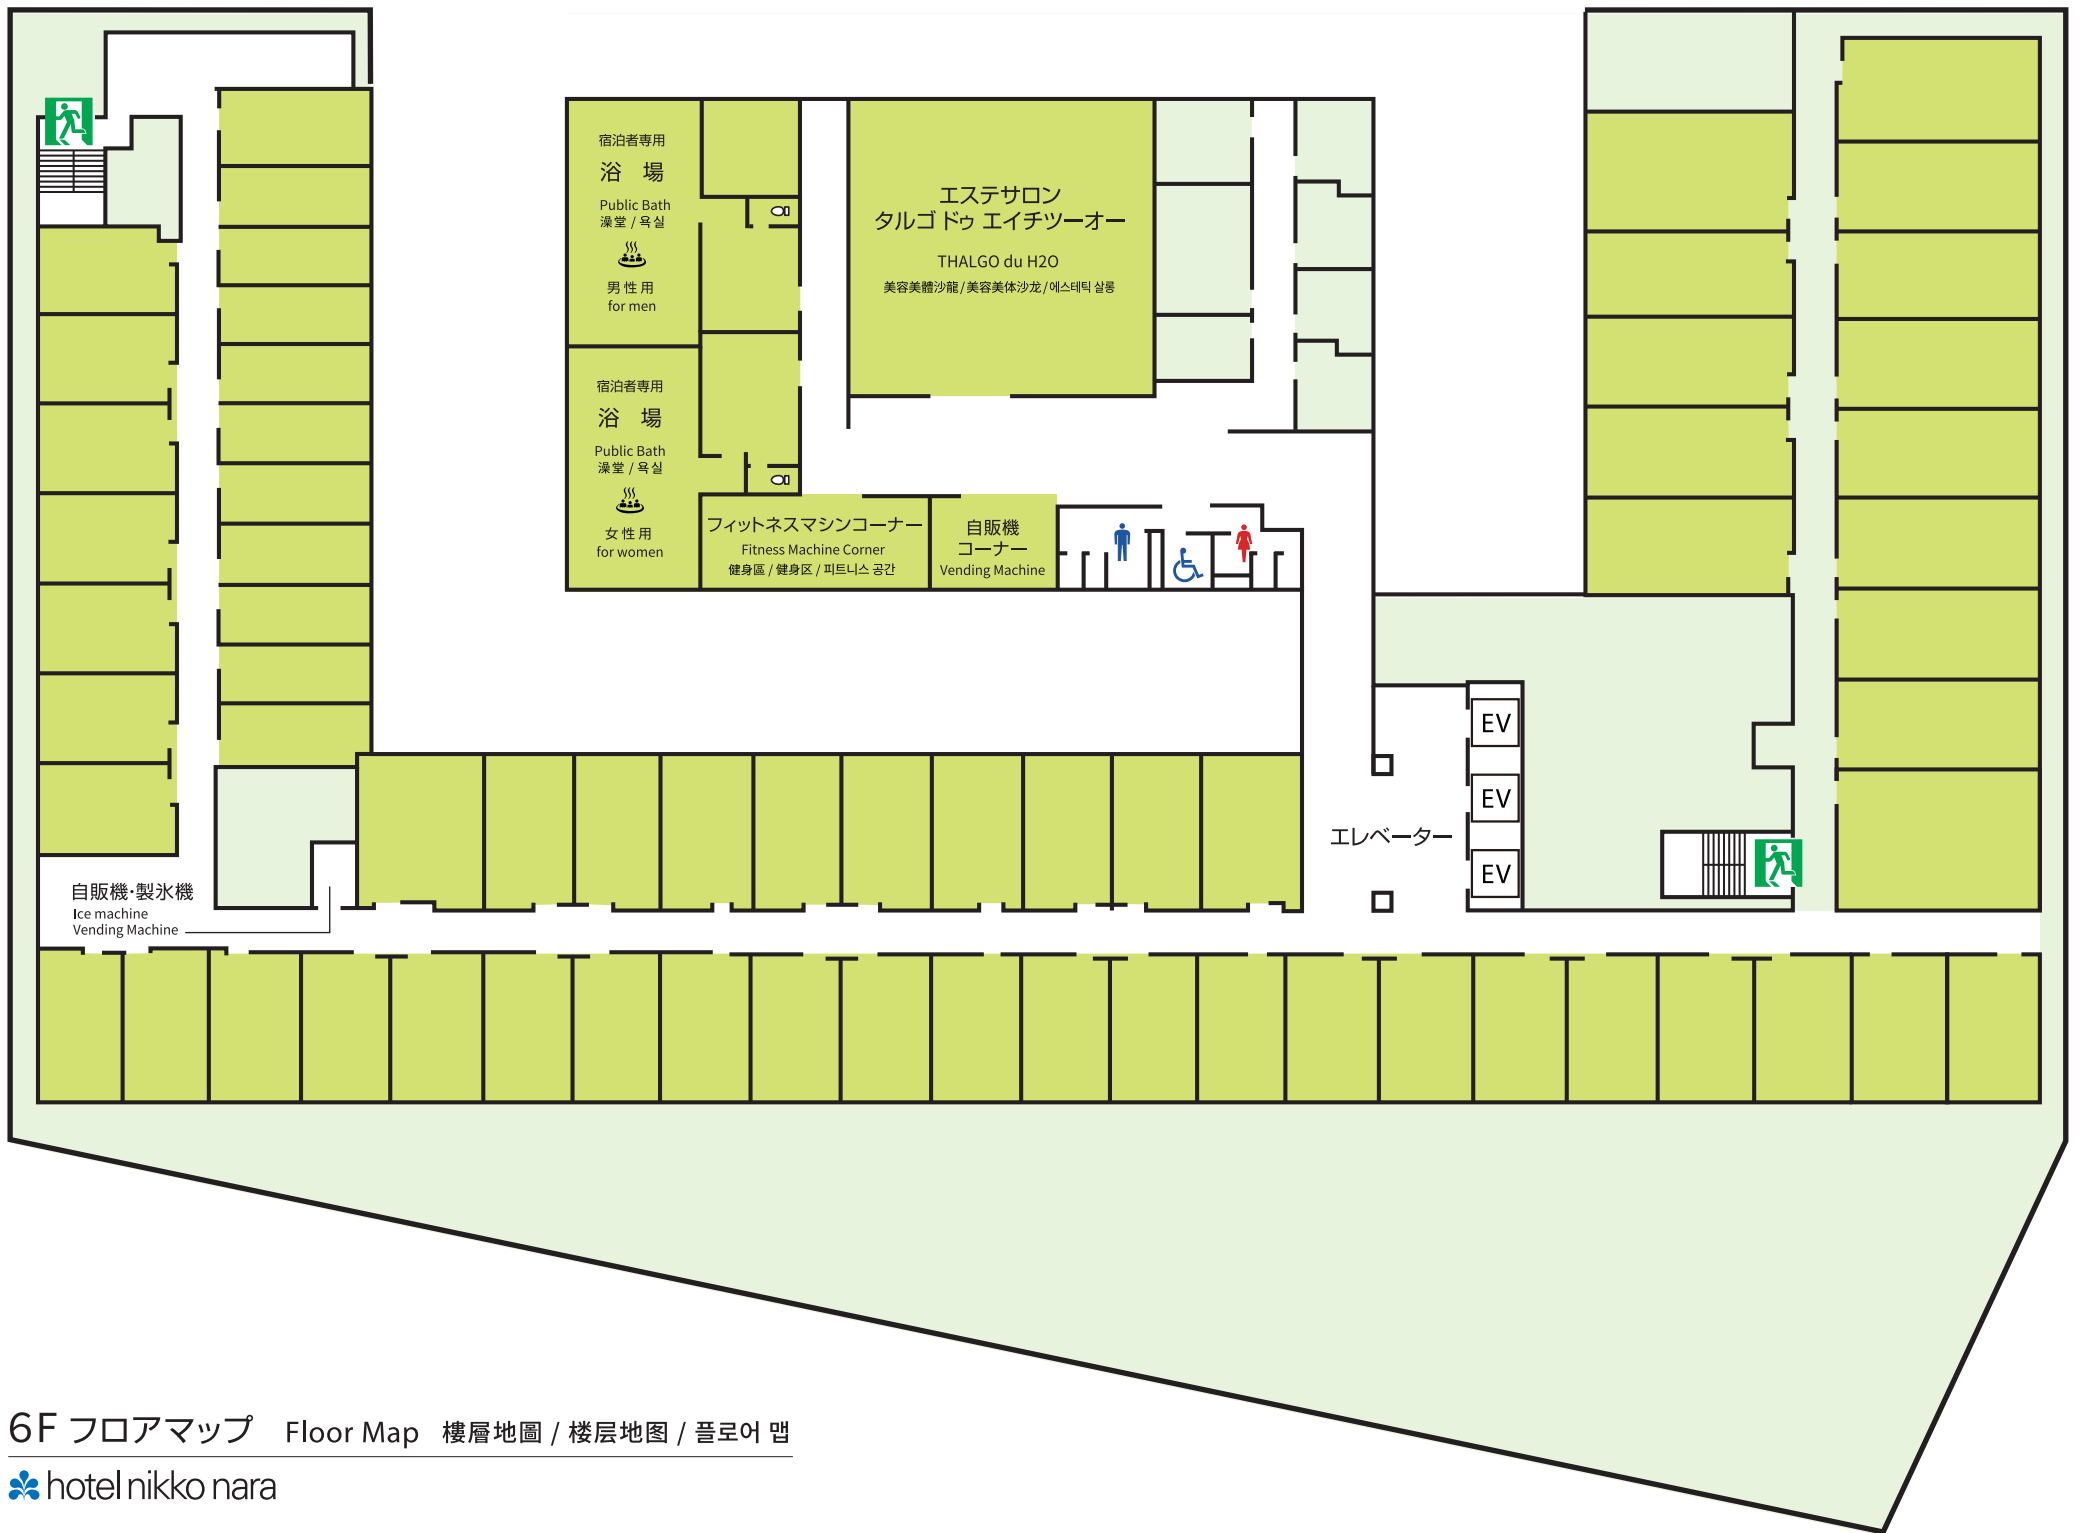 宿泊者専用
浴 場
Public Bath
澡堂 / 욕실
男性用
for men
宿泊者専用
浴 場
Public Bath
澡堂 / 욕실
女性用
for women
エステサロン
タルゴ ドゥ エイチツーオー
THALGO du H2O
美容美體沙龍 / 美容美体沙龙 / 에스테틱 살롱
フィットネスマシンコーナー
Fitness Machine Corner
健身區 / 健身区 / 피트니스 공간
自販機
コーナー
Vending Machine
EV
EV
EV
エレベーター
自販機・製氷機
Ice machine
Vending Machine
6F フロアマップ Floor Map 樓層地圖 / 楼层地图 / 플로어 맵
hotel nikko nara